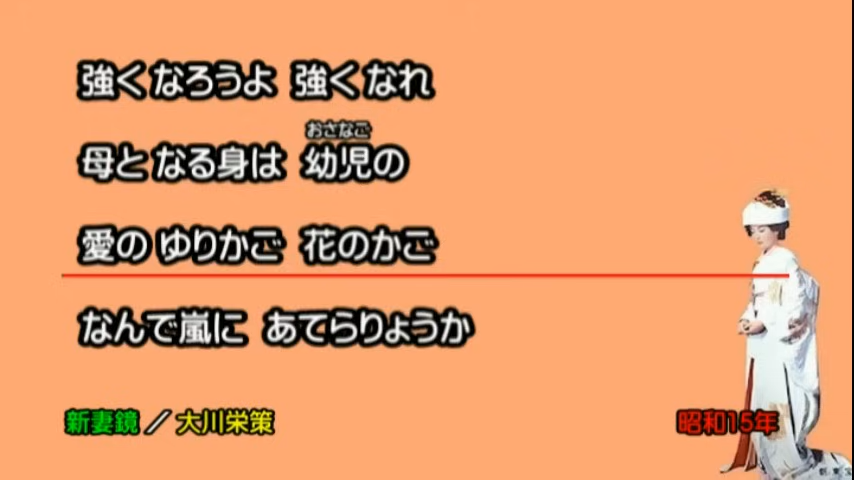 強くなろうよ 強くなれ
おさなご
母となる身は 幼児の
愛の ゆりかご 花のかご
なんで嵐に あてらりょうか
新妻鏡 / 大川栄策
昭和15年